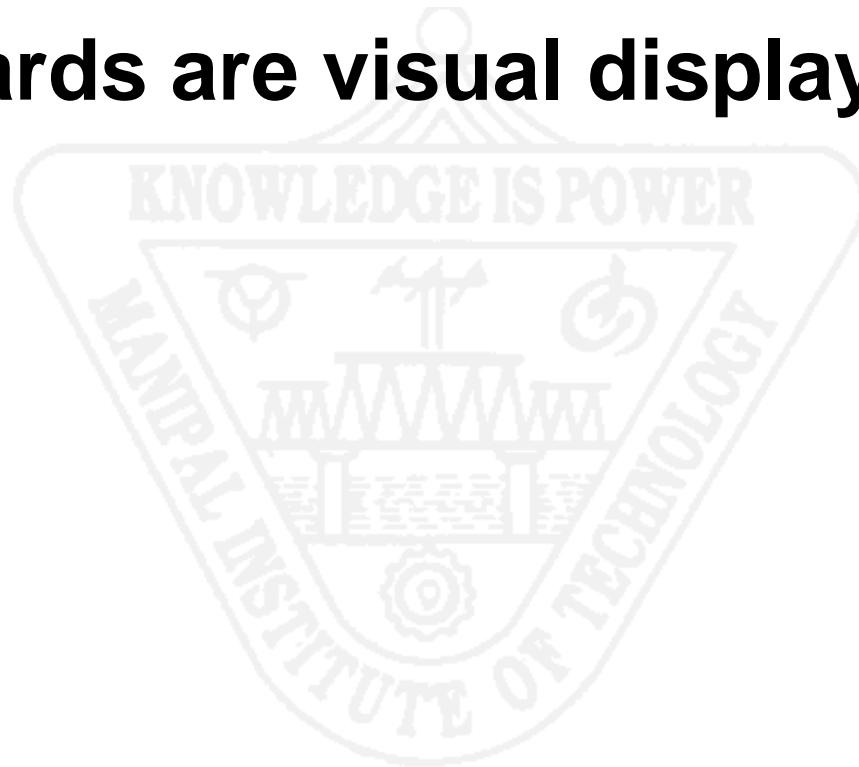 ards are visual display
KNOWLEDGE IS POWER
MANIPAL INSTITUTE OF TECHNOLOGY